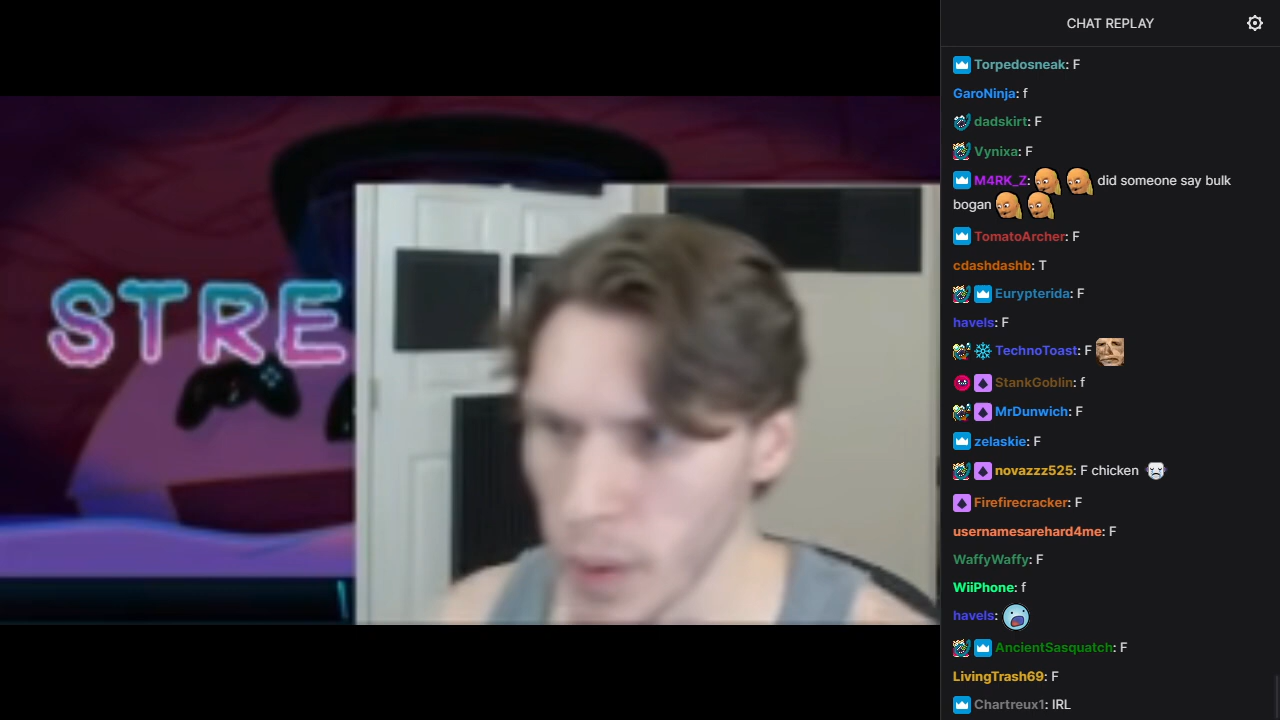 CHAT REPLAY
Torpedosneak: F
GaroNinja: f
dadskirt: F
Vynixa: F
M4RK_Z: did someone say bulk
bogan
TomatoArcher: F
cdashdashb: T
Eurypterida: F
havels: F
TechnoToast: F
StankGoblin: f
MrDunwich: F
zelaskie: F
novazzz525: F chicken
Firefirecracker: F
usernamesarehard4me: F
WaffyWaffy: F
WiiPhone: f
havels:
AncientSasquatch: F
LivingTrash69: F
Chartreux1: IRL
STRE